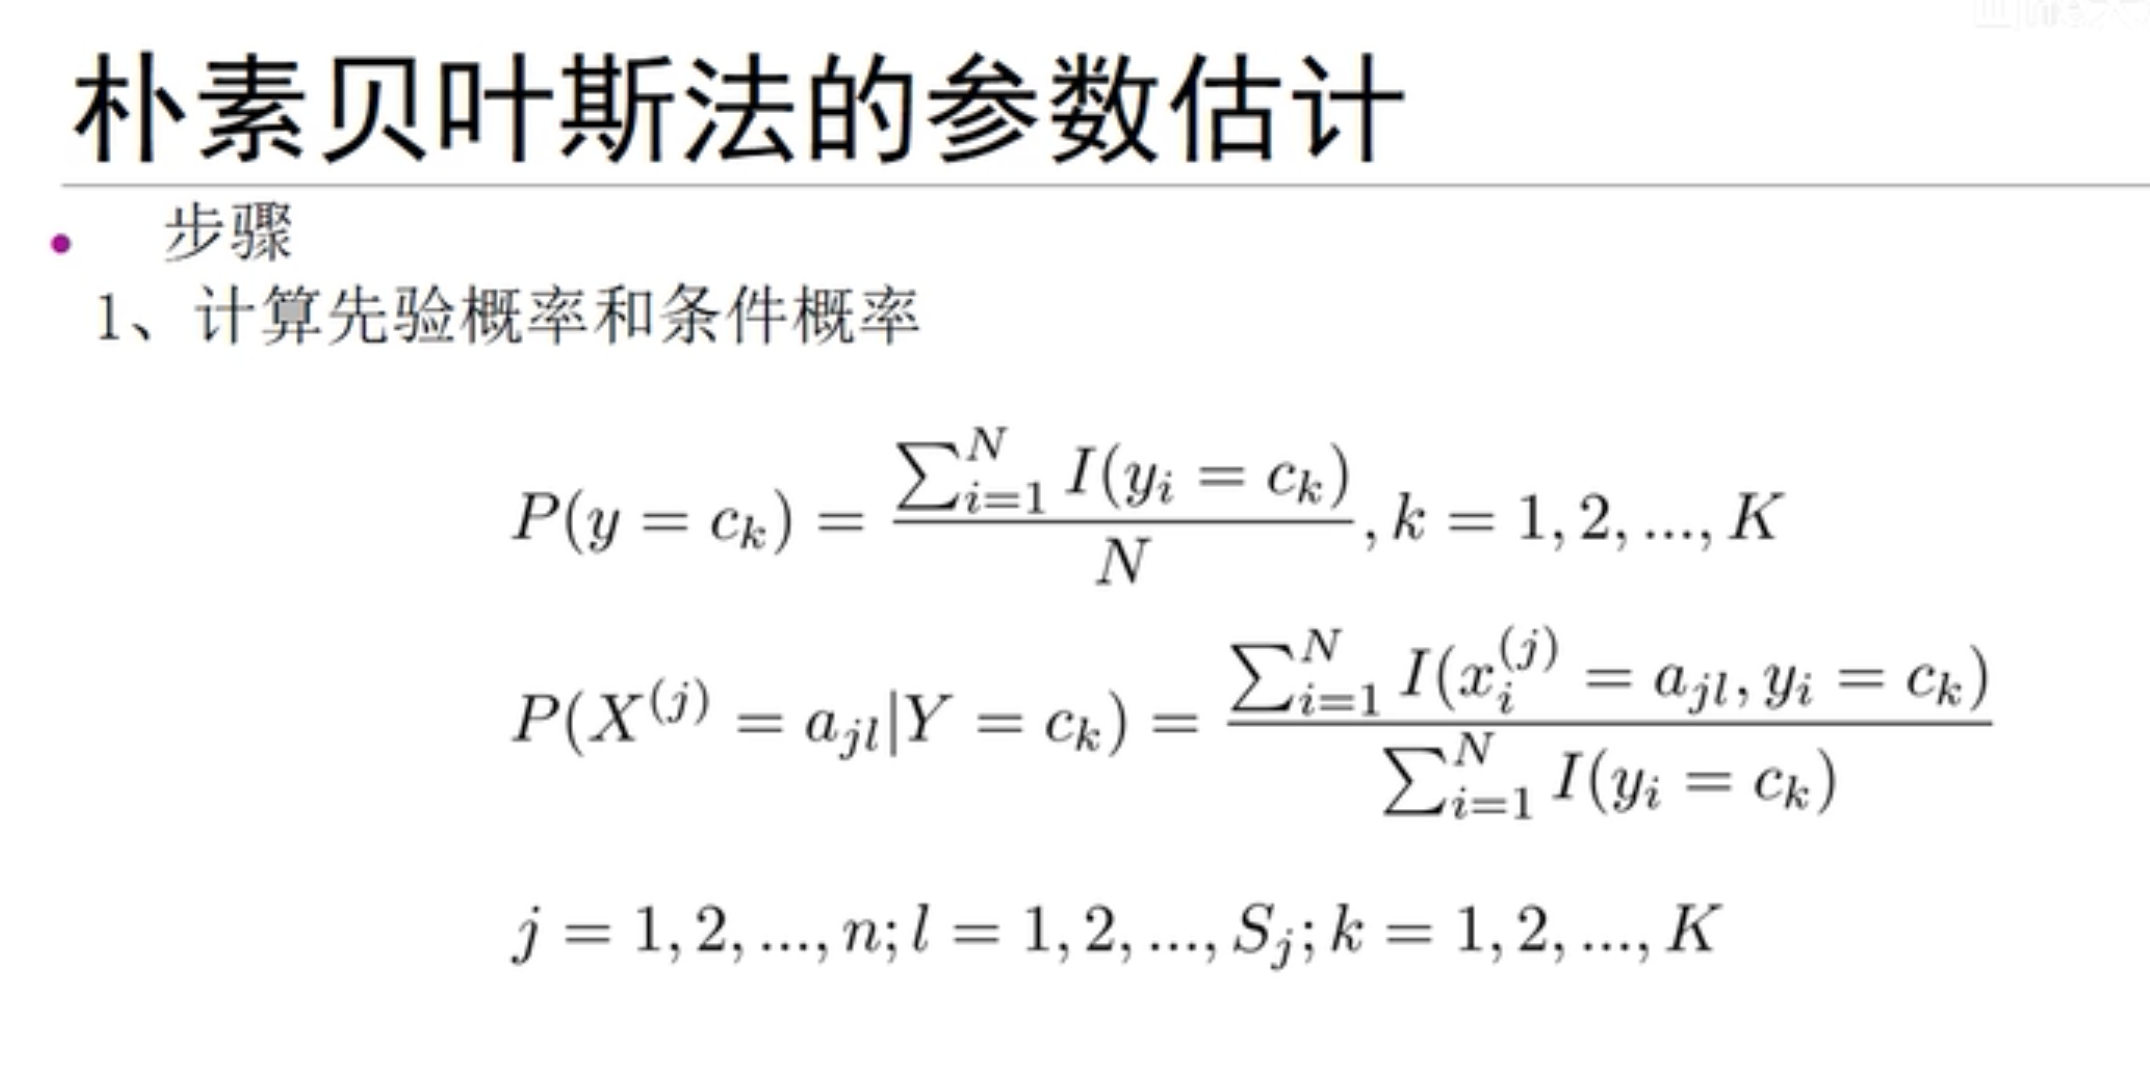 朴素贝叶斯法的参数估计
• 步骤
1、计算先验概率和条件概率
P(y = c_k) = \frac{\sum_{i=1}^{N} I(y_i = c_k)}{N}, k = 1, 2, ..., K
P(X^{(j)} = a_{jl}|Y = c_k) = \frac{\sum_{i=1}^{N} I(x_i^{(j)} = a_{jl}, y_i = c_k)}{\sum_{i=1}^{N} I(y_i = c_k)}
j = 1, 2, ..., n; l = 1, 2, ..., S_j; k = 1, 2, ..., K